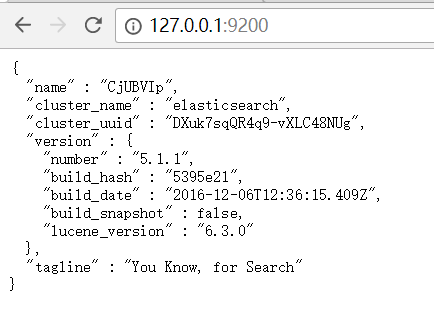 127.0.0.1:9200
{
"name" : "CjUBVIp",
"cluster_name" : "elasticsearch",
"cluster_uuid" : "DXuk7sqQR4q9-vXLC48NUg",
"version" : {
"number" : "5.1.1",
"build_hash" : "5395e21",
"build_date" : "2016-12-06T12:36:15.409Z",
"build_snapshot" : false,
"lucene_version" : "6.3.0"
},
"tagline" : "You Know, for Search"
}